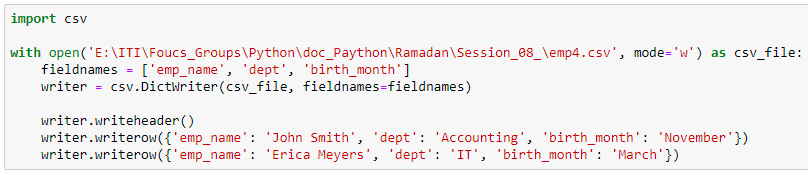 import csv
with open('E:\ITI\Foucs_Groups\Python\doc_Paython\Ramadan\Session_08_\emp4.csv', mode='w') as csv_file:
    fieldnames = ['emp_name', 'dept', 'birth_month']
    writer = csv.DictWriter(csv_file, fieldnames=fieldnames)
    writer.writeheader()
    writer.writerow({'emp_name': 'John Smith', 'dept': 'Accounting', 'birth_month': 'November'})
    writer.writerow({'emp_name': 'Erica Meyers', 'dept': 'IT', 'birth_month': 'March'})